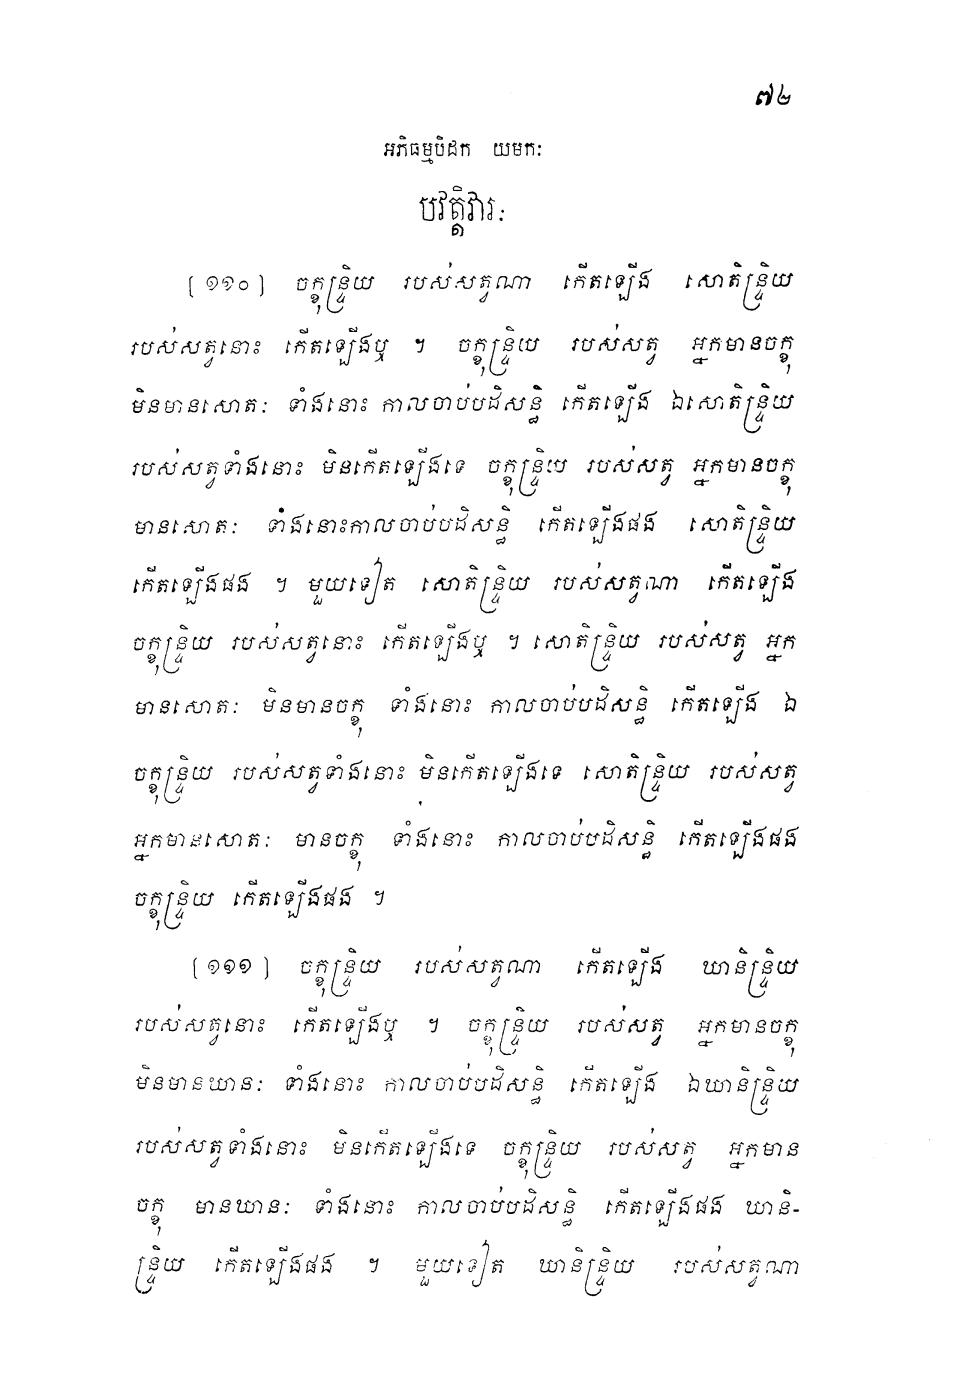 ៧២
អភិធម្មបិដក យមកៈ
បវត្តិវារៈ
[១១០] ចក្ខុន្ទ្រិយ របស់សត្វណា កើតឡើង សោតិន្ទ្រិយ
របស់សត្វនោះ កើតឡើងឬ ។ ចក្ខុន្ទ្រិយ របស់សត្វ អ្នកមានចក្ខុ
មិនមានសោតៈ ទាំងនោះ កាលចាប់បដិសន្ធិ កើតឡើង ឯសោតិន្ទ្រិយ
របស់សត្វទាំងនោះ មិនកើតឡើងទេ ចក្ខុន្ទ្រិយ របស់សត្វ អ្នកមានចក្ខុ
មានសោតៈ ទាំងនោះកាលចាប់បដិសន្ធិ កើតឡើងផង សោតិន្ទ្រិយ
កើតឡើងផង ។ មួយទៀត សោតិន្ទ្រិយ របស់សត្វណា កើតឡើង
ចក្ខុន្ទ្រិយ របស់សត្វនោះ កើតឡើងឬ ។ សោតិន្ទ្រិយ របស់សត្វ អ្នក
មានសោតៈ មិនមានចក្ខុ ទាំងនោះ កាលចាប់បដិសន្ធិ កើតឡើង ឯ
ចក្ខុន្ទ្រិយ របស់សត្វទាំងនោះ មិនកើតឡើងទេ សោតិន្ទ្រិយ របស់សត្វ
អ្នកមានសោតៈ មានចក្ខុ ទាំងនោះ កាលចាប់បដិសន្ធិ កើតឡើងផង
ចក្ខុន្ទ្រិយ កើតឡើងផង ។
[១១១] ចក្ខុន្ទ្រិយ របស់សត្វណា កើតឡើង ឃានិន្ទ្រិយ
របស់សត្វនោះ កើតឡើងឬ ។ ចក្ខុន្ទ្រិយ របស់សត្វ អ្នកមានចក្ខុ
មិនមានឃានៈ ទាំងនោះ កាលចាប់បដិសន្ធិ កើតឡើង ឯឃានិន្ទ្រិយ
របស់សត្វទាំងនោះ មិនកើតឡើងទេ ចក្ខុន្ទ្រិយ របស់សត្វ អ្នកមាន
ចក្ខុ មានឃានៈ ទាំងនោះ កាលចាប់បដិសន្ធិ កើតឡើងផង ឃានិ-
ន្ទ្រិយ កើតឡើងផង ។ មួយទៀត ឃានិន្ទ្រិយ របស់សត្វណា